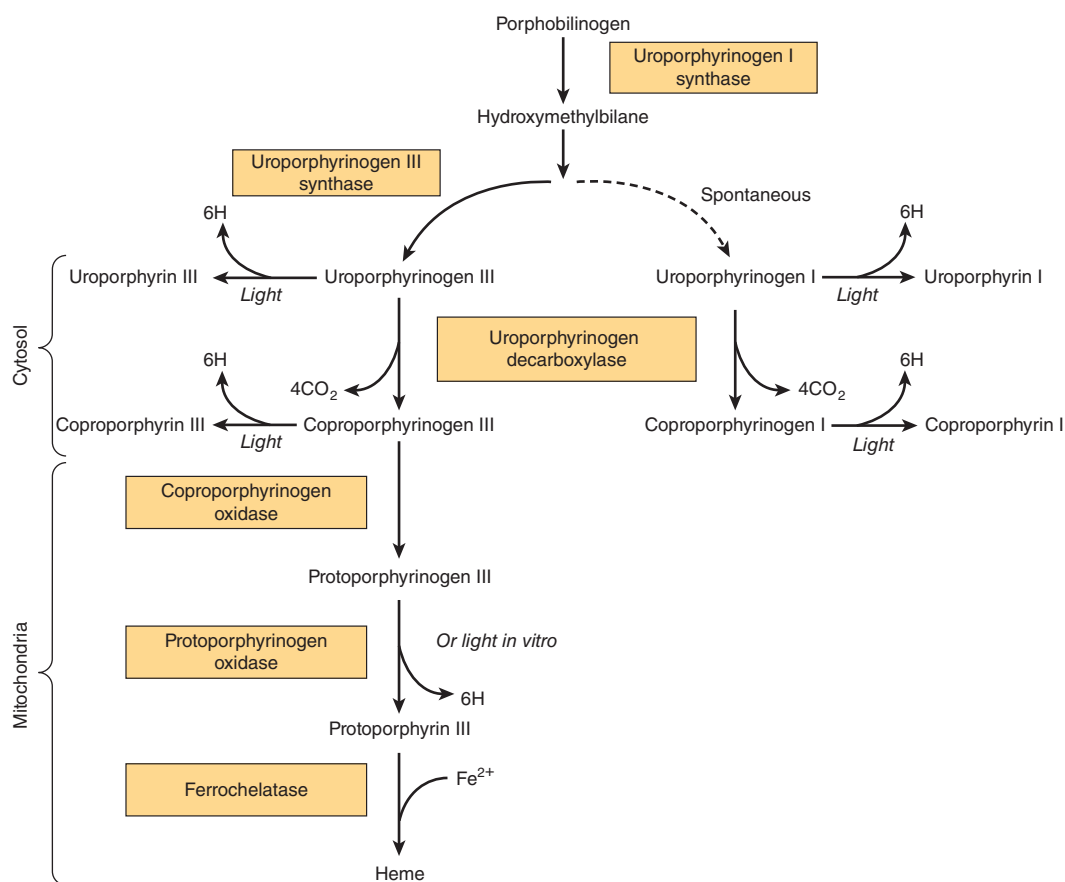 Porphobilinogen
Uroporphyrinogen I
synthase
Hydroxymethylbilane
Uroporphyrinogen III
synthase
Spontaneous
6H
6H
Uroporphyrin III
Light
Uroporphyrinogen III
Uroporphyrinogen I
Light
Uroporphyrin I
Cytosol
Uroporphyrinogen
decarboxylase
6H
4CO₂
4CO₂
6H
Coproporphyrin III
Light
Coproporphyrinogen III
Coproporphyrinogen I
Light
Coproporphyrin I
Mitochondria
Coproporphyrinogen
oxidase
Protoporphyrinogen III
Protoporphyrinogen
oxidase
Or light in vitro
6H
Protoporphyrin III
Ferrochelatase
Fe²⁺
Heme